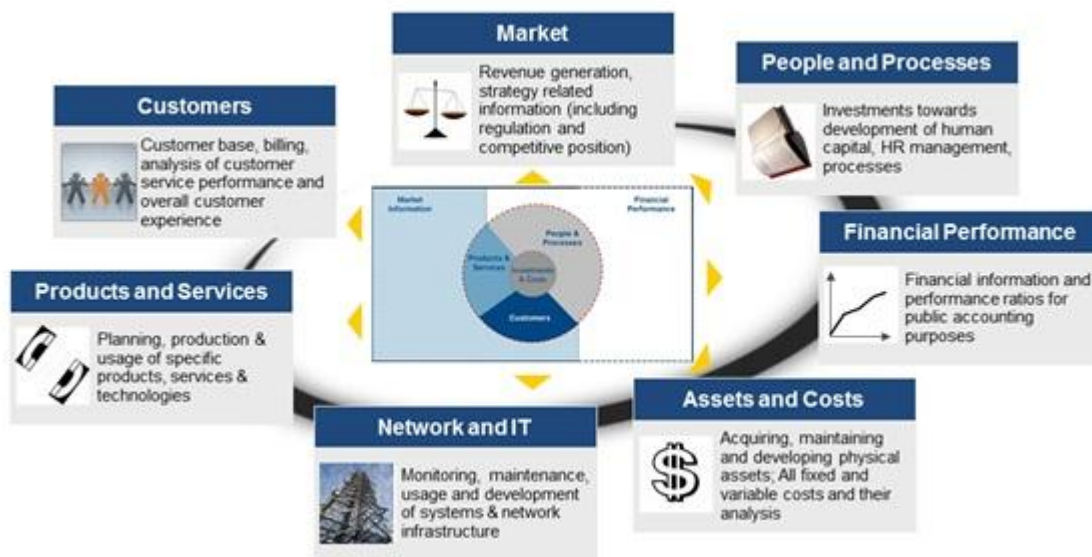 Market
Revenue generation,
strategy related
information (including
regulation and
competitive position)
People and Processes
Investments towards
development of human
capital, HR management,
processes
Customers
Customer base, billing,
analysis of customer
service performance and
overall customer
experience
Financial Performance
Financial information and
performance ratios for
public accounting
purposes
Products and Services
Planning, production &
usage of specific
products, services &
technologies
Market
Information
Financial
Performance
People &
Processes
Products &
Services
Investments
& Costs
Customers
Assets and Costs
Acquiring, maintaining
and developing physical
assets; All fixed and
variable costs and their
analysis
Network and IT
Monitoring, maintenance,
usage and development
of systems & network
infrastructure